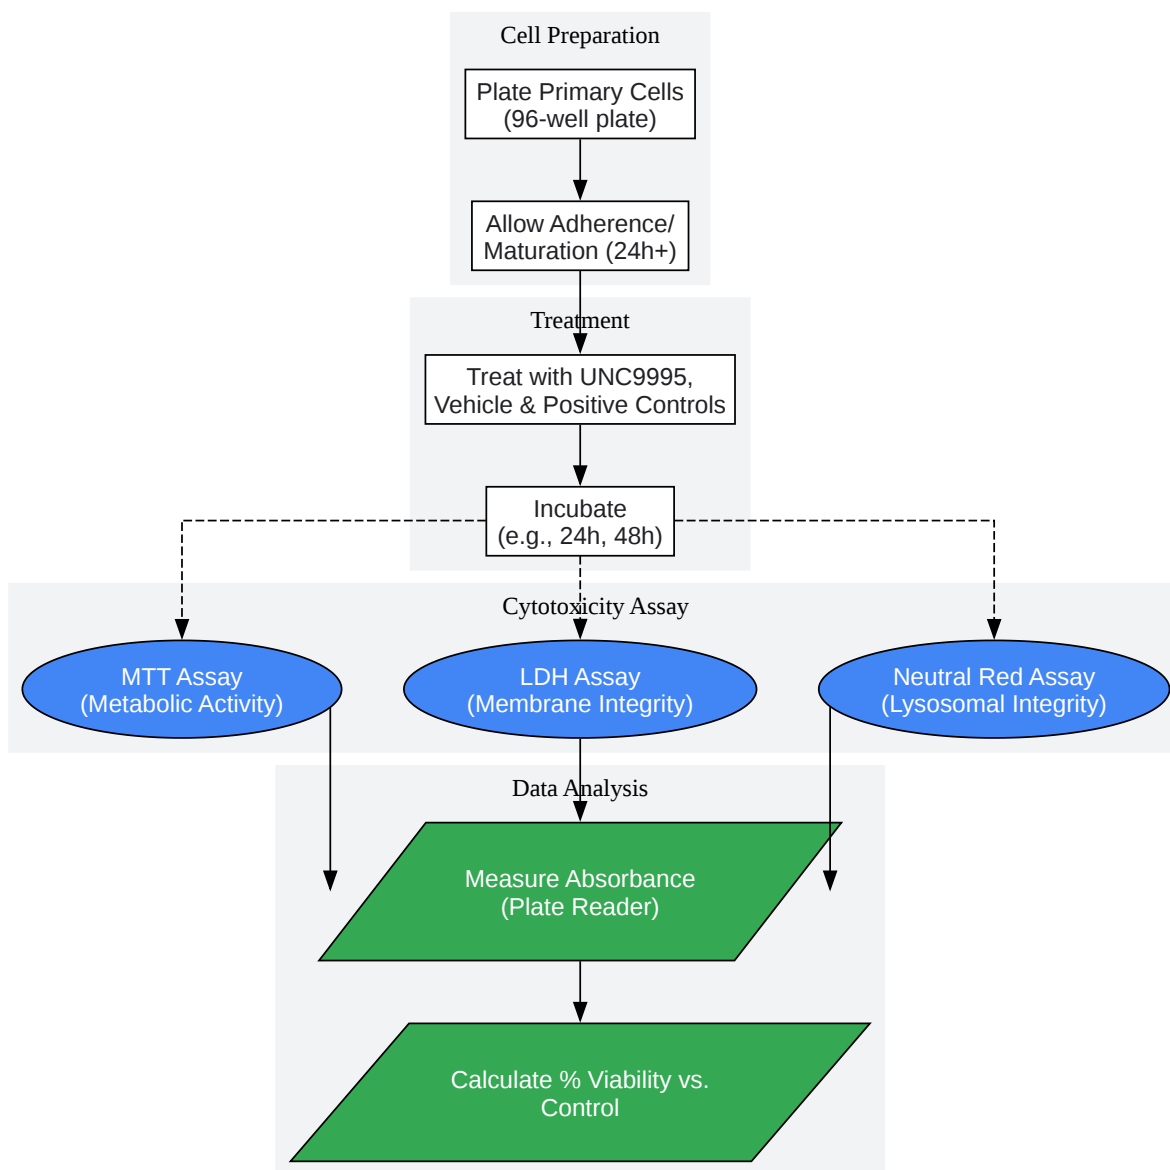 Cell Preparation
Plate Primary Cells
(96-well plate)
Allow Adherence/
Maturation (24h+)
Treatment
Treat with UNC9995,
Vehicle & Positive Controls
Incubate
(e.g., 24h, 48h)
Cytotoxicity Assay
MTT Assay
(Metabolic Activity)
LDH Assay
(Membrane Integrity)
Neutral Red Assay
(Lysosomal Integrity)
Data Analysis
Measure Absorbance
(Plate Reader)
Calculate % Viability vs.
Control